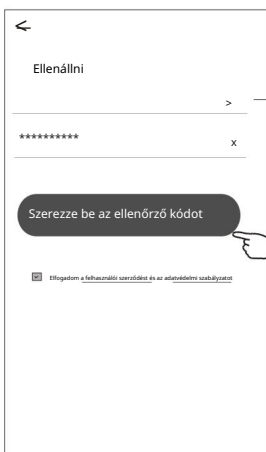 Ellenállni
>
********** x
Szerezze be az ellenőrző kódot
Elfogadom a felhasználói szerződést és az adatvédelmi szabályzatot